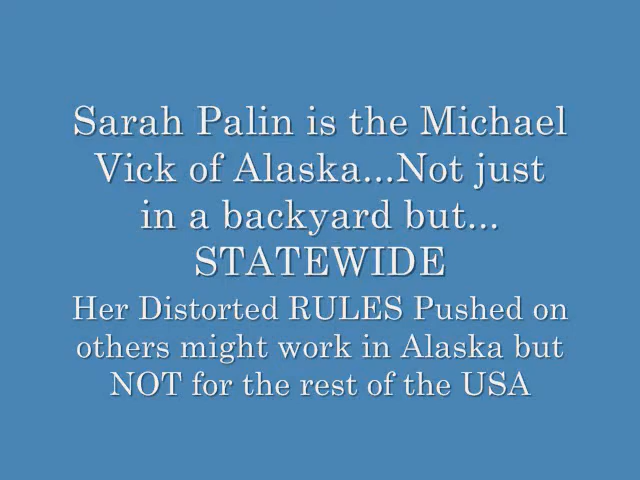 Sarah Palin is the Michael
Vick of Alaska...Not just
in a backyard but...
STATEWIDE
Her Distorted RULES Pushed on
others might work in Alaska but
NOT for the rest of the USA